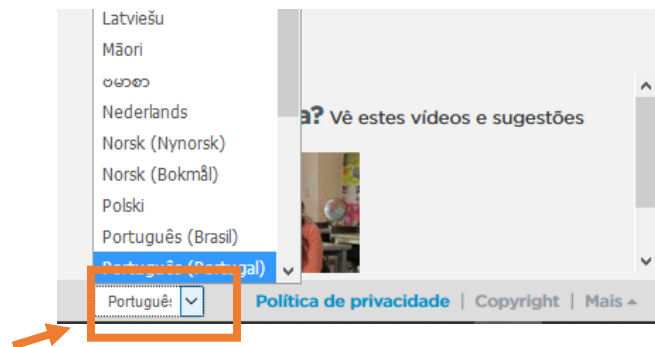 Latviešu
Māori
ဗမာစာ
Nederlands
Norsk (Nynorsk)
Norsk (Bokmål)
Polski
Português (Brasil)
Português (Portugal)
a? Vê estes vídeos e sugestões
Português
Política de privacidade | Copyright | Mais